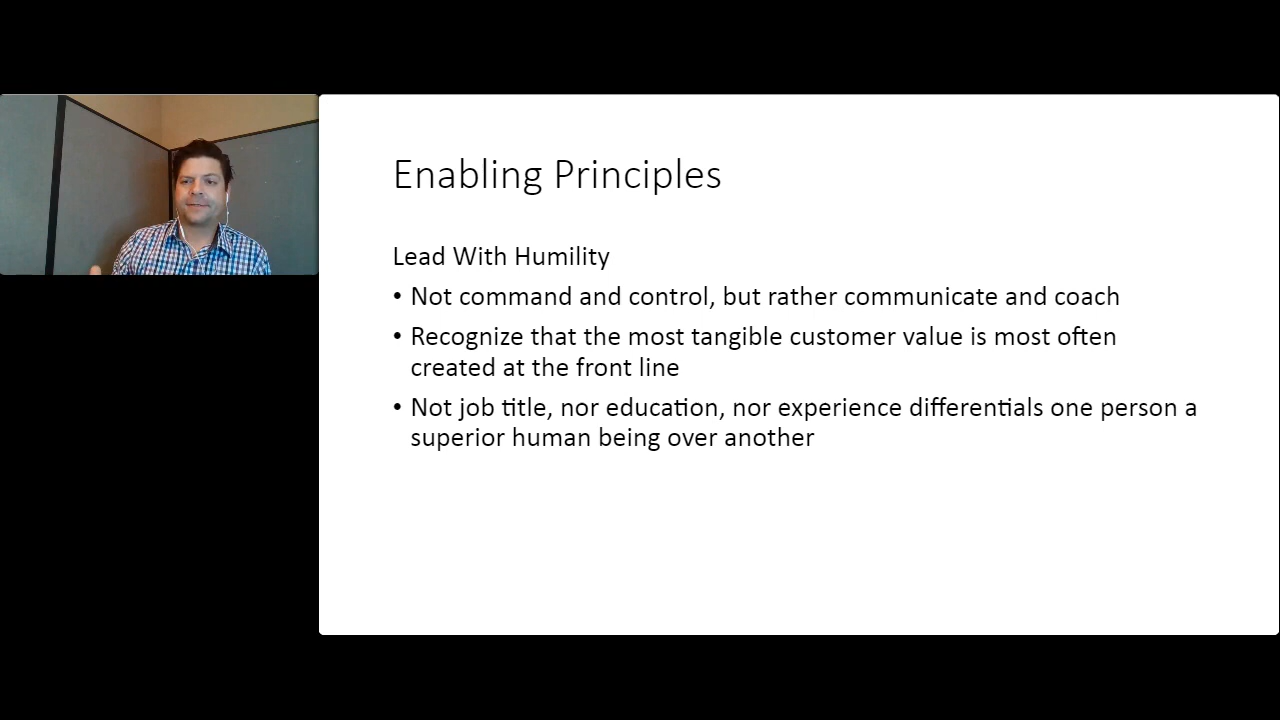 Enabling Principles
Lead With Humility
• Not command and control, but rather communicate and coach
• Recognize that the most tangible customer value is most often
created at the front line
• Not job title, nor education, nor experience differentials one person a
superior human being over another